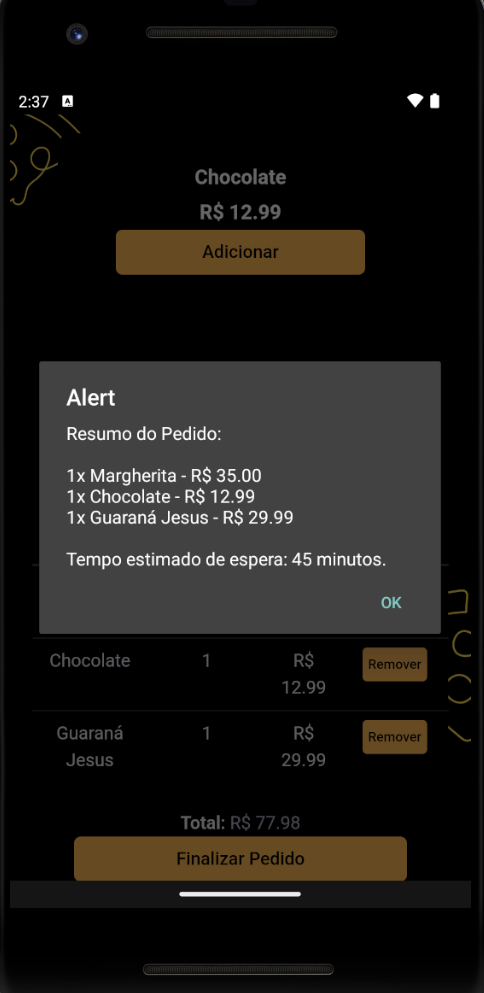 2:37
Chocolate
R$ 12.99
Adicionar
Alert
Resumo do Pedido:
1x Margherita - R$ 35.00
1x Chocolate - R$ 12.99
1x Guaraná Jesus - R$ 29.99
Tempo estimado de espera: 45 minutos.
OK
Chocolate 1 R$ 12.99 Remover
Guaraná Jesus 1 R$ 29.99 Remover
Total: R$ 77.98
Finalizar Pedido